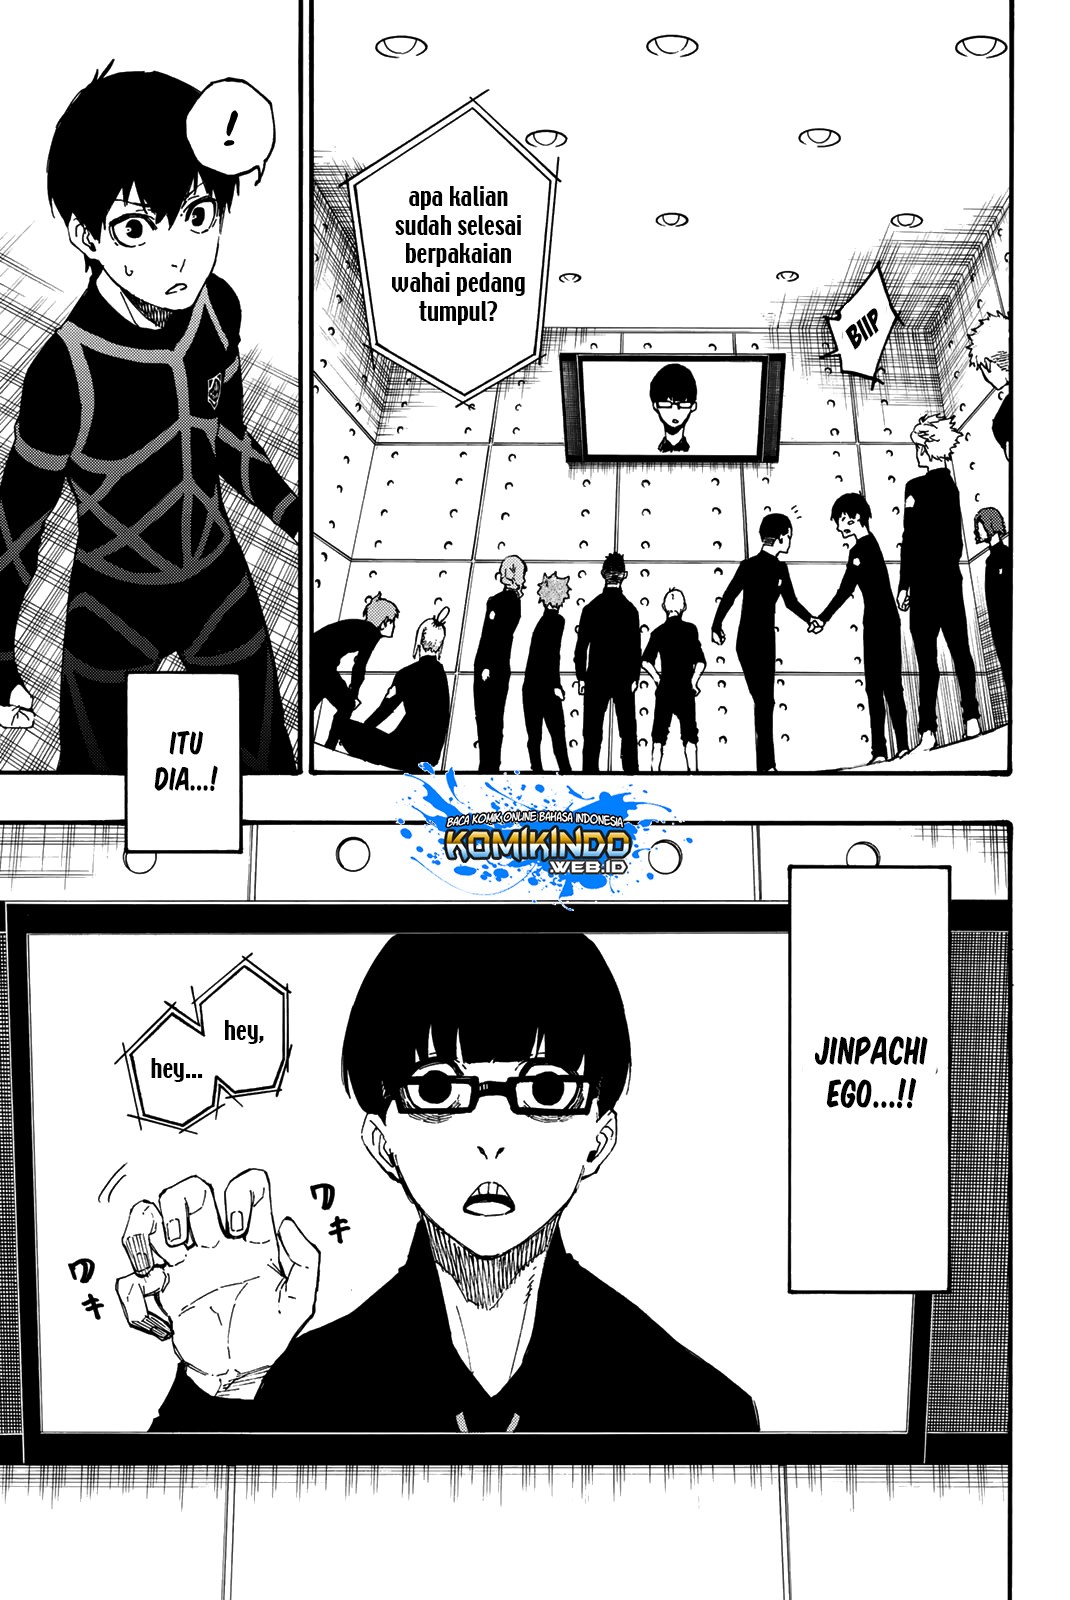 BIIP
apa kalian
sudah selesai
berpakaian
wahai pedang
tumpul?
!
ITU
DIA...!
BACA KOMIK ONLINE BAHASA INDONESIA
KOMIKINDO
.WEB.ID
JINPACHI
EGO...!!
hey,
hey...
ワキ
ワキ